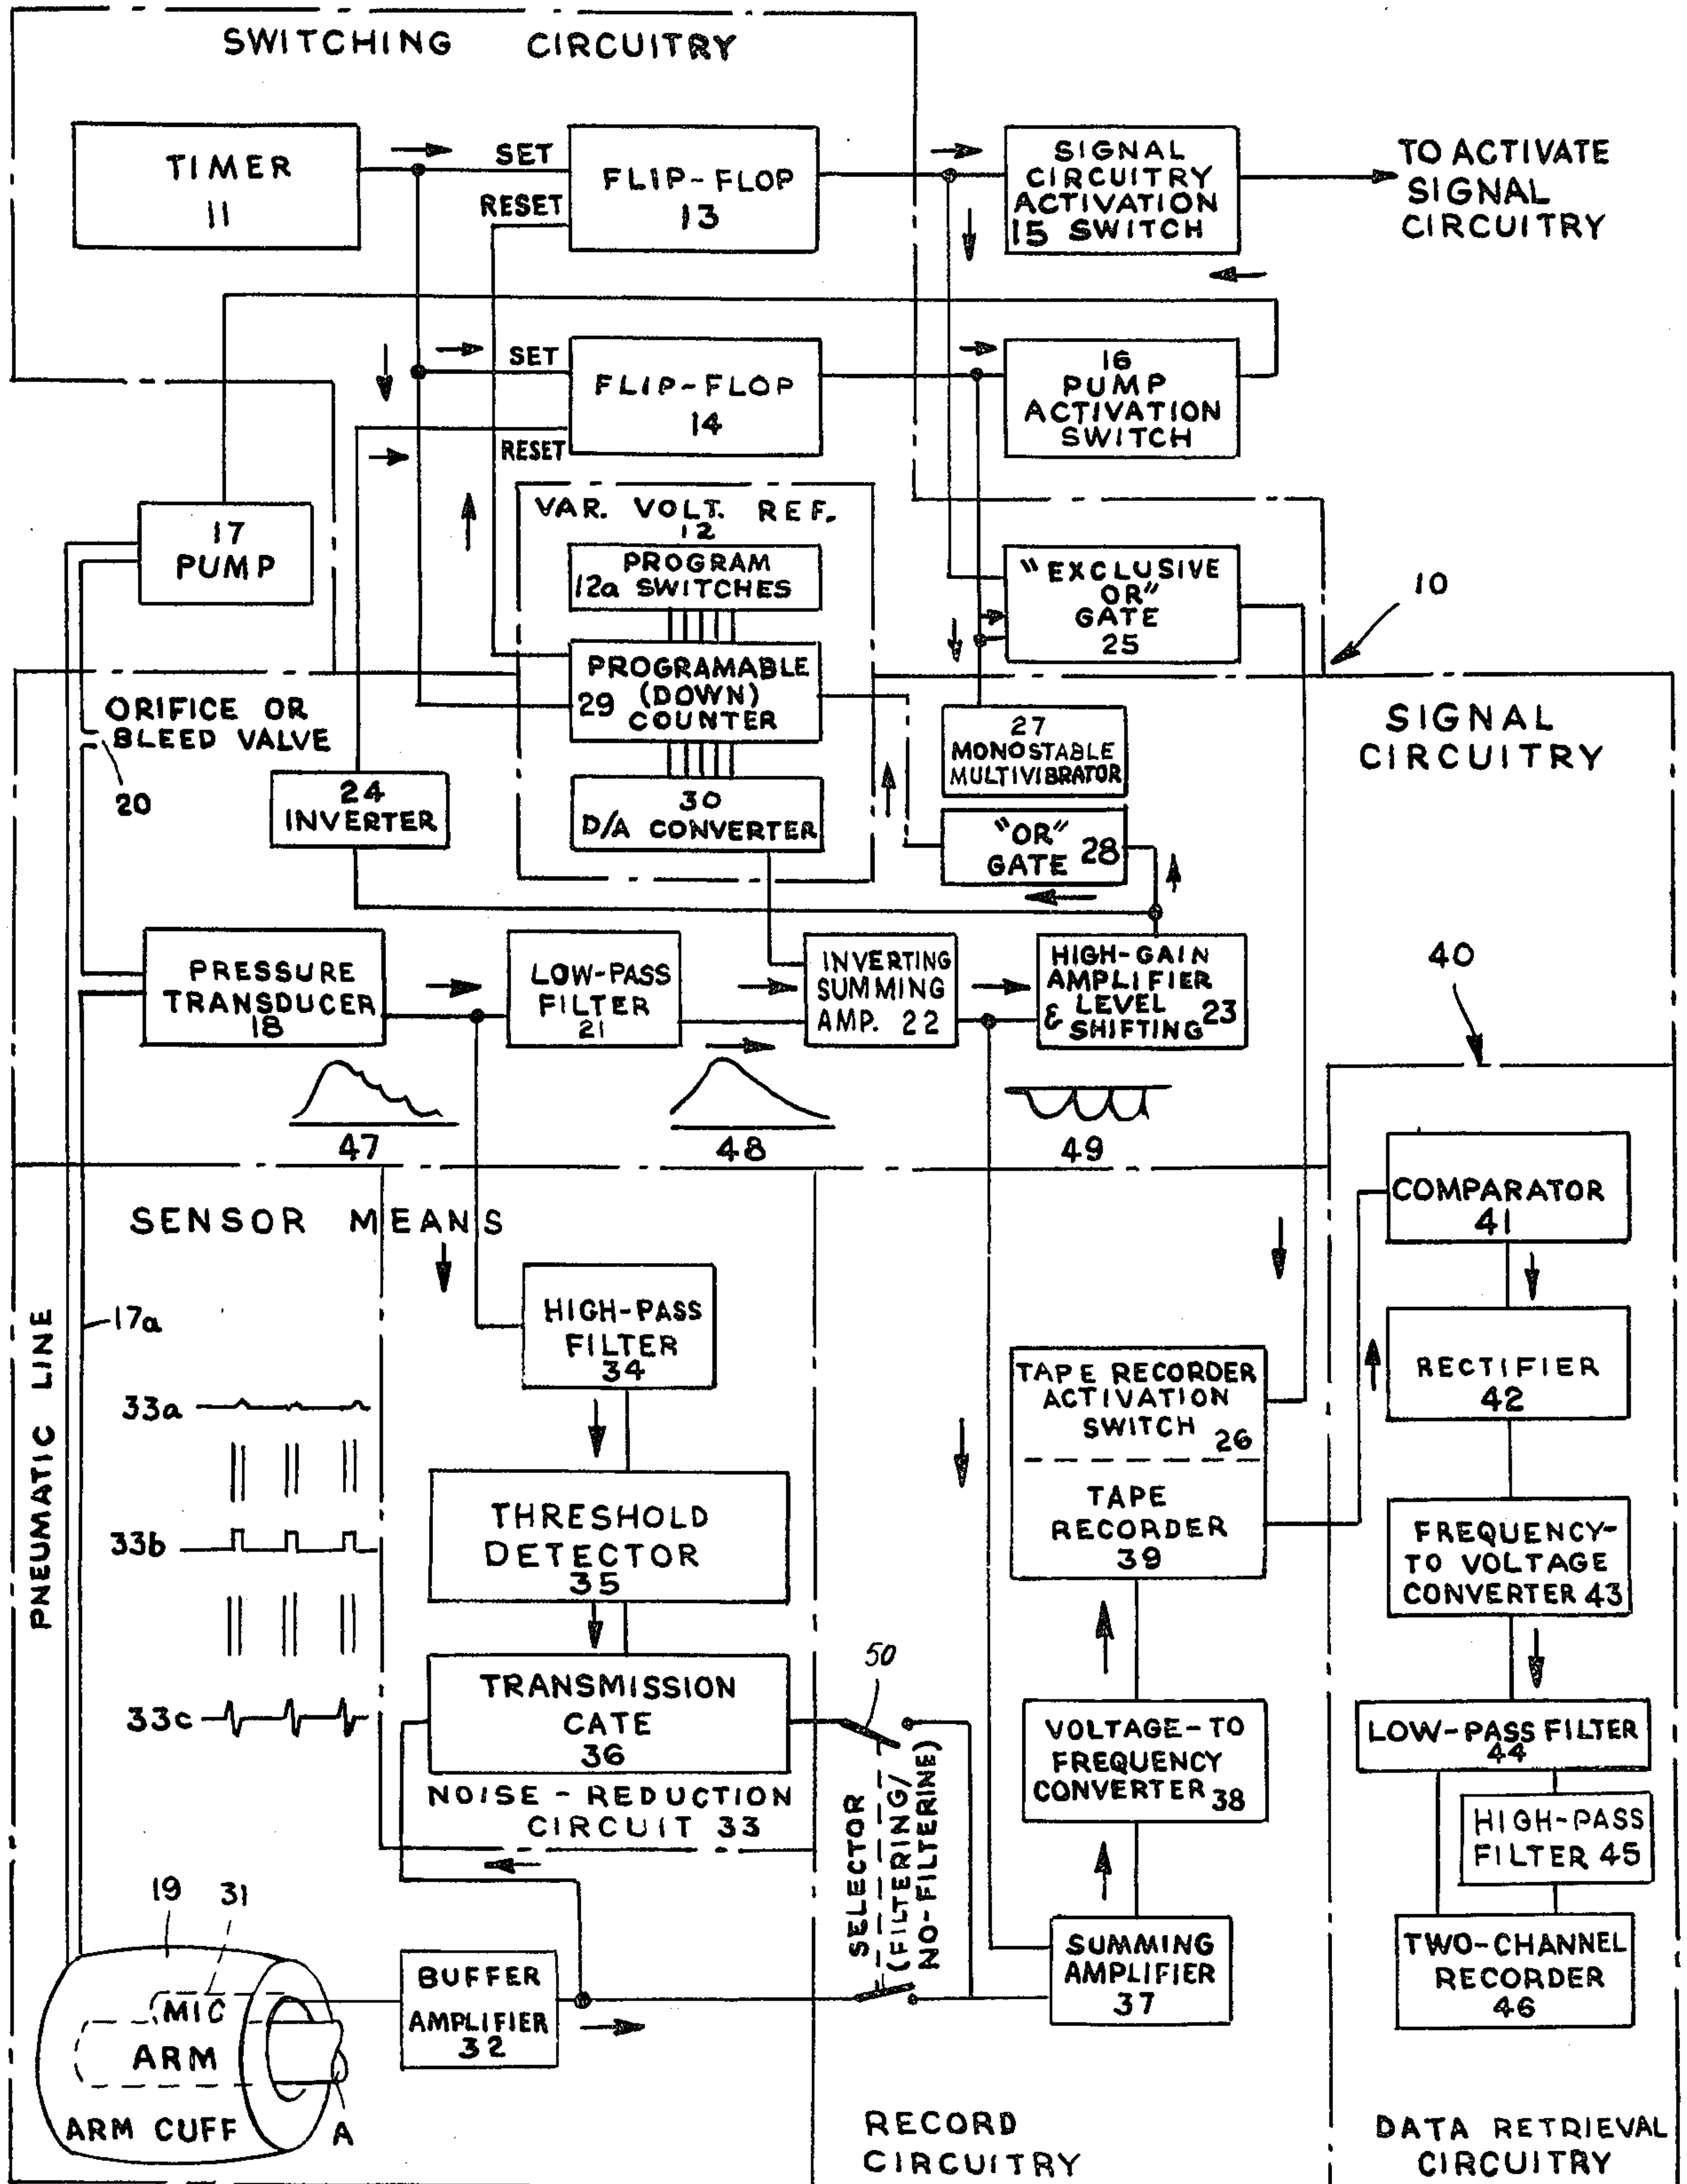 SWITCHING CIRCUITRY
TIMER
11
SET
RESET
FLIP-FLOP
13
SIGNAL
CIRCUITRY
ACTIVATION
15 SWITCH
TO ACTIVATE
SIGNAL
CIRCUITRY
SET
RESET
FLIP-FLOP
14
16
PUMP
ACTIVATION
SWITCH
17
PUMP
VAR. VOLT. REF.
12
PROGRAM
12a SWITCHES
PROGRAMABLE
(DOWN)
29 COUNTER
30
D/A CONVERTER
"EXCLUSIVE
OR"
GATE
25
10
ORIFICE OR
BLEED VALVE
20
24
INVERTER
27
MONOSTABLE
MULTIVIBRATOR
"OR"
GATE 28
SIGNAL
CIRCUITRY
PRESSURE
TRANSDUCER
18
LOW-PASS
FILTER
21
INVERTING
SUMMING
AMP. 22
HIGH-GAIN
AMPLIFIER
& LEVEL
SHIFTING 23
40
47
48
49
SENSOR MEANS
PNEUMATIC LINE
17a
33a
33b
33c
HIGH-PASS
FILTER
34
THRESHOLD
DETECTOR
35
TRANSMISSION
CATE
36
NOISE-REDUCTION
CIRCUIT 33
50
SELECTOR
(FILTERING/
NO-FILTERINE)
TAPE RECORDER
ACTIVATION
SWITCH 26
TAPE
RECORDER
39
VOLTAGE-TO
FREQUENCY
CONVERTER 38
SUMMING
AMPLIFIER
37
COMPARATOR
41
RECTIFIER
42
FREQUENCY-
TO VOLTAGE
CONVERTER 43
LOW-PASS FILTER
44
HIGH-PASS
FILTER 45
TWO-CHANNEL
RECORDER
46
19
31
MIC
ARM
ARM CUFF
A
BUFFER
AMPLIFIER
32
RECORD
CIRCUITRY
DATA RETRIEVAL
CIRCUITRY